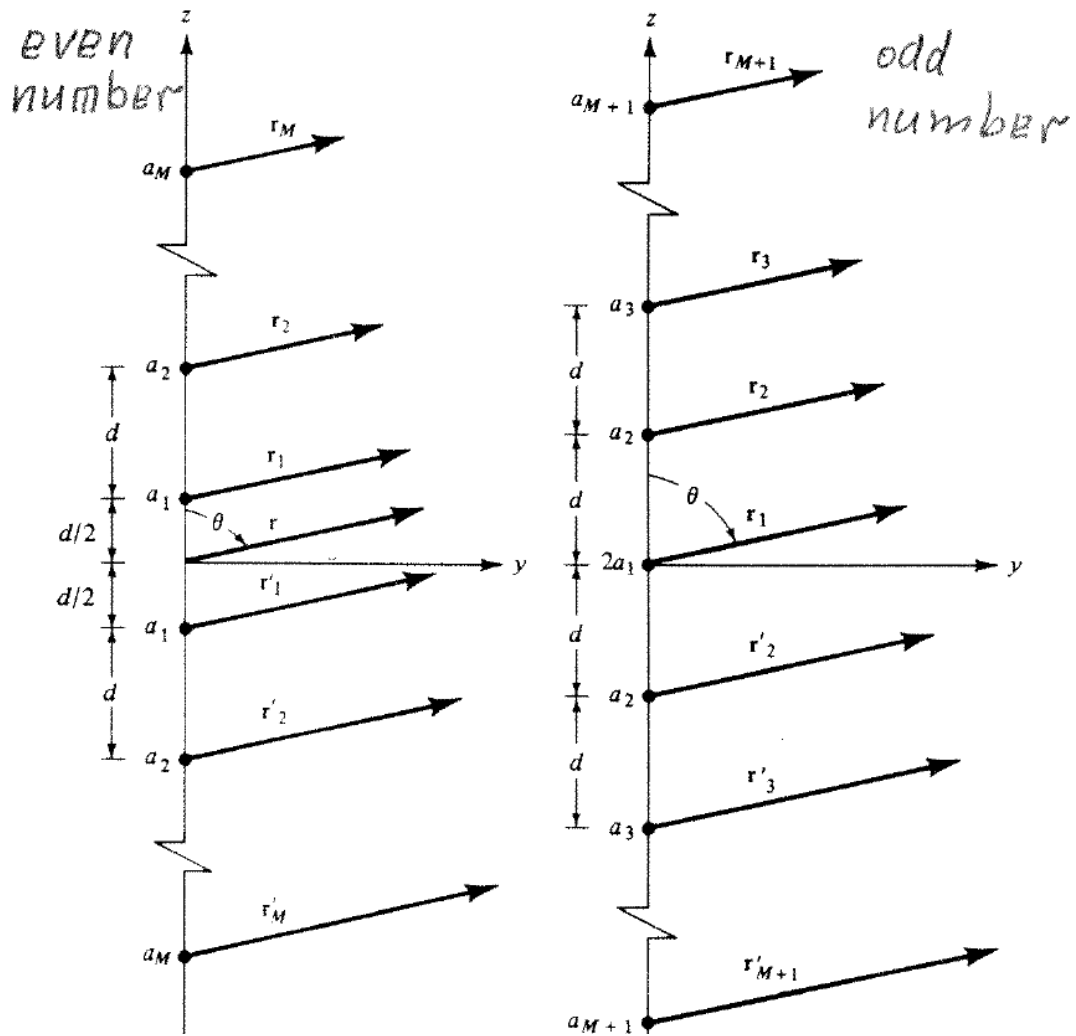 even
number
z
r_M
a_M
r_2
a_2
d
r_1
a_1
d/2
θ
r
y
d/2
r'_1
a_1
d
r'_2
a_2
r'_M
a_M
z
odd
number
r_{M+1}
a_{M+1}
r_3
a_3
d
r_2
a_2
d
θ
r_1
2a_1
y
d
r'_2
a_2
d
r'_3
a_3
r'_{M+1}
a_{M+1}